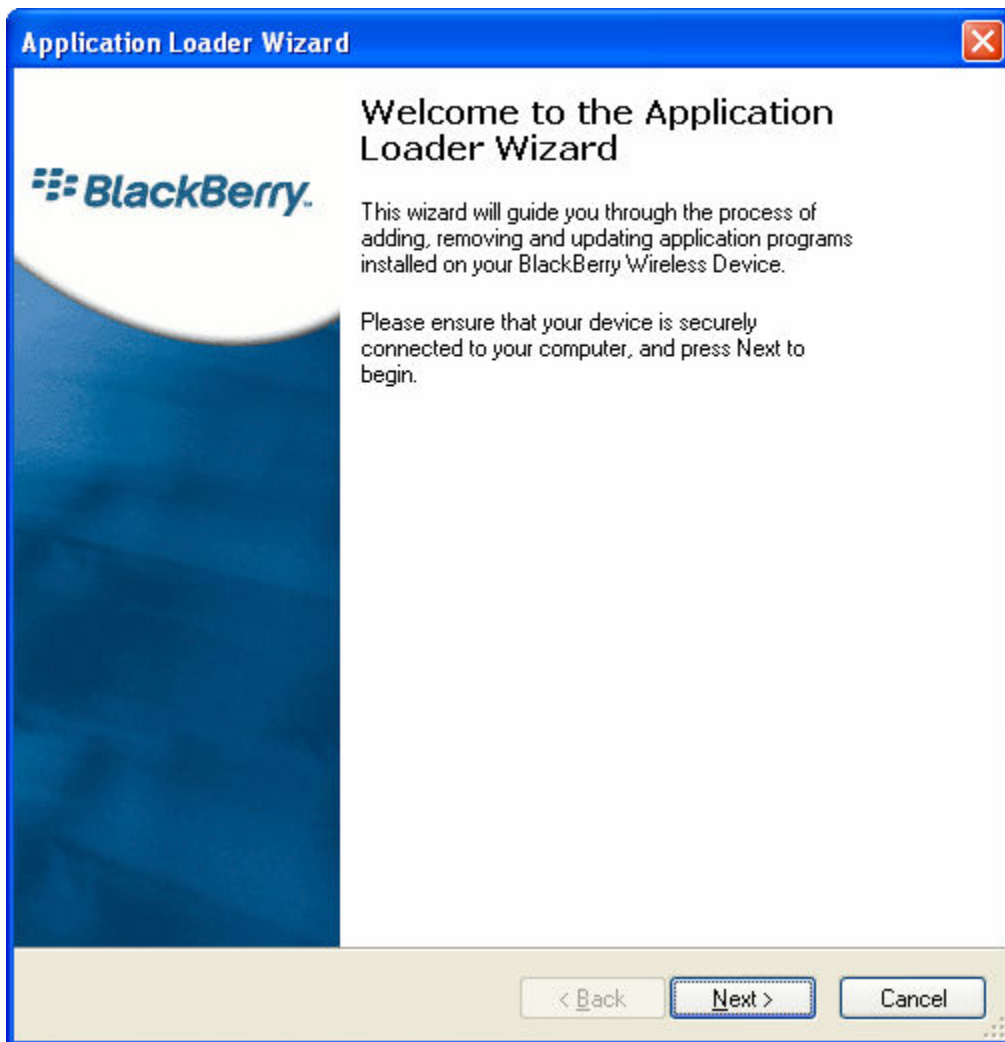 Application Loader Wizard
Welcome to the Application
Loader Wizard
BlackBerry.
This wizard will guide you through the process of
adding, removing and updating application programs
installed on your BlackBerry Wireless Device.
Please ensure that your device is securely
connected to your computer, and press Next to
begin.
< Back Next > Cancel